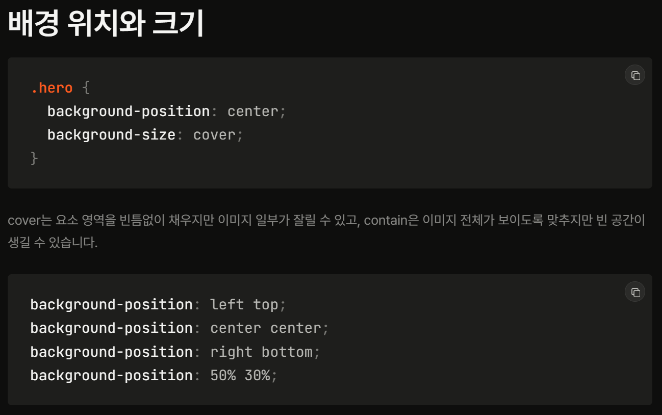 배경 위치와 크기
.hero {
  background-position: center;
  background-size: cover;
}
cover는 요소 영역을 빈틈없이 채우지만 이미지 일부가 잘릴 수 있고, contain은 이미지 전체가 보이도록 맞추지만 빈 공간이
생길 수 있습니다.
background-position: left top;
background-position: center center;
background-position: right bottom;
background-position: 50% 30%;